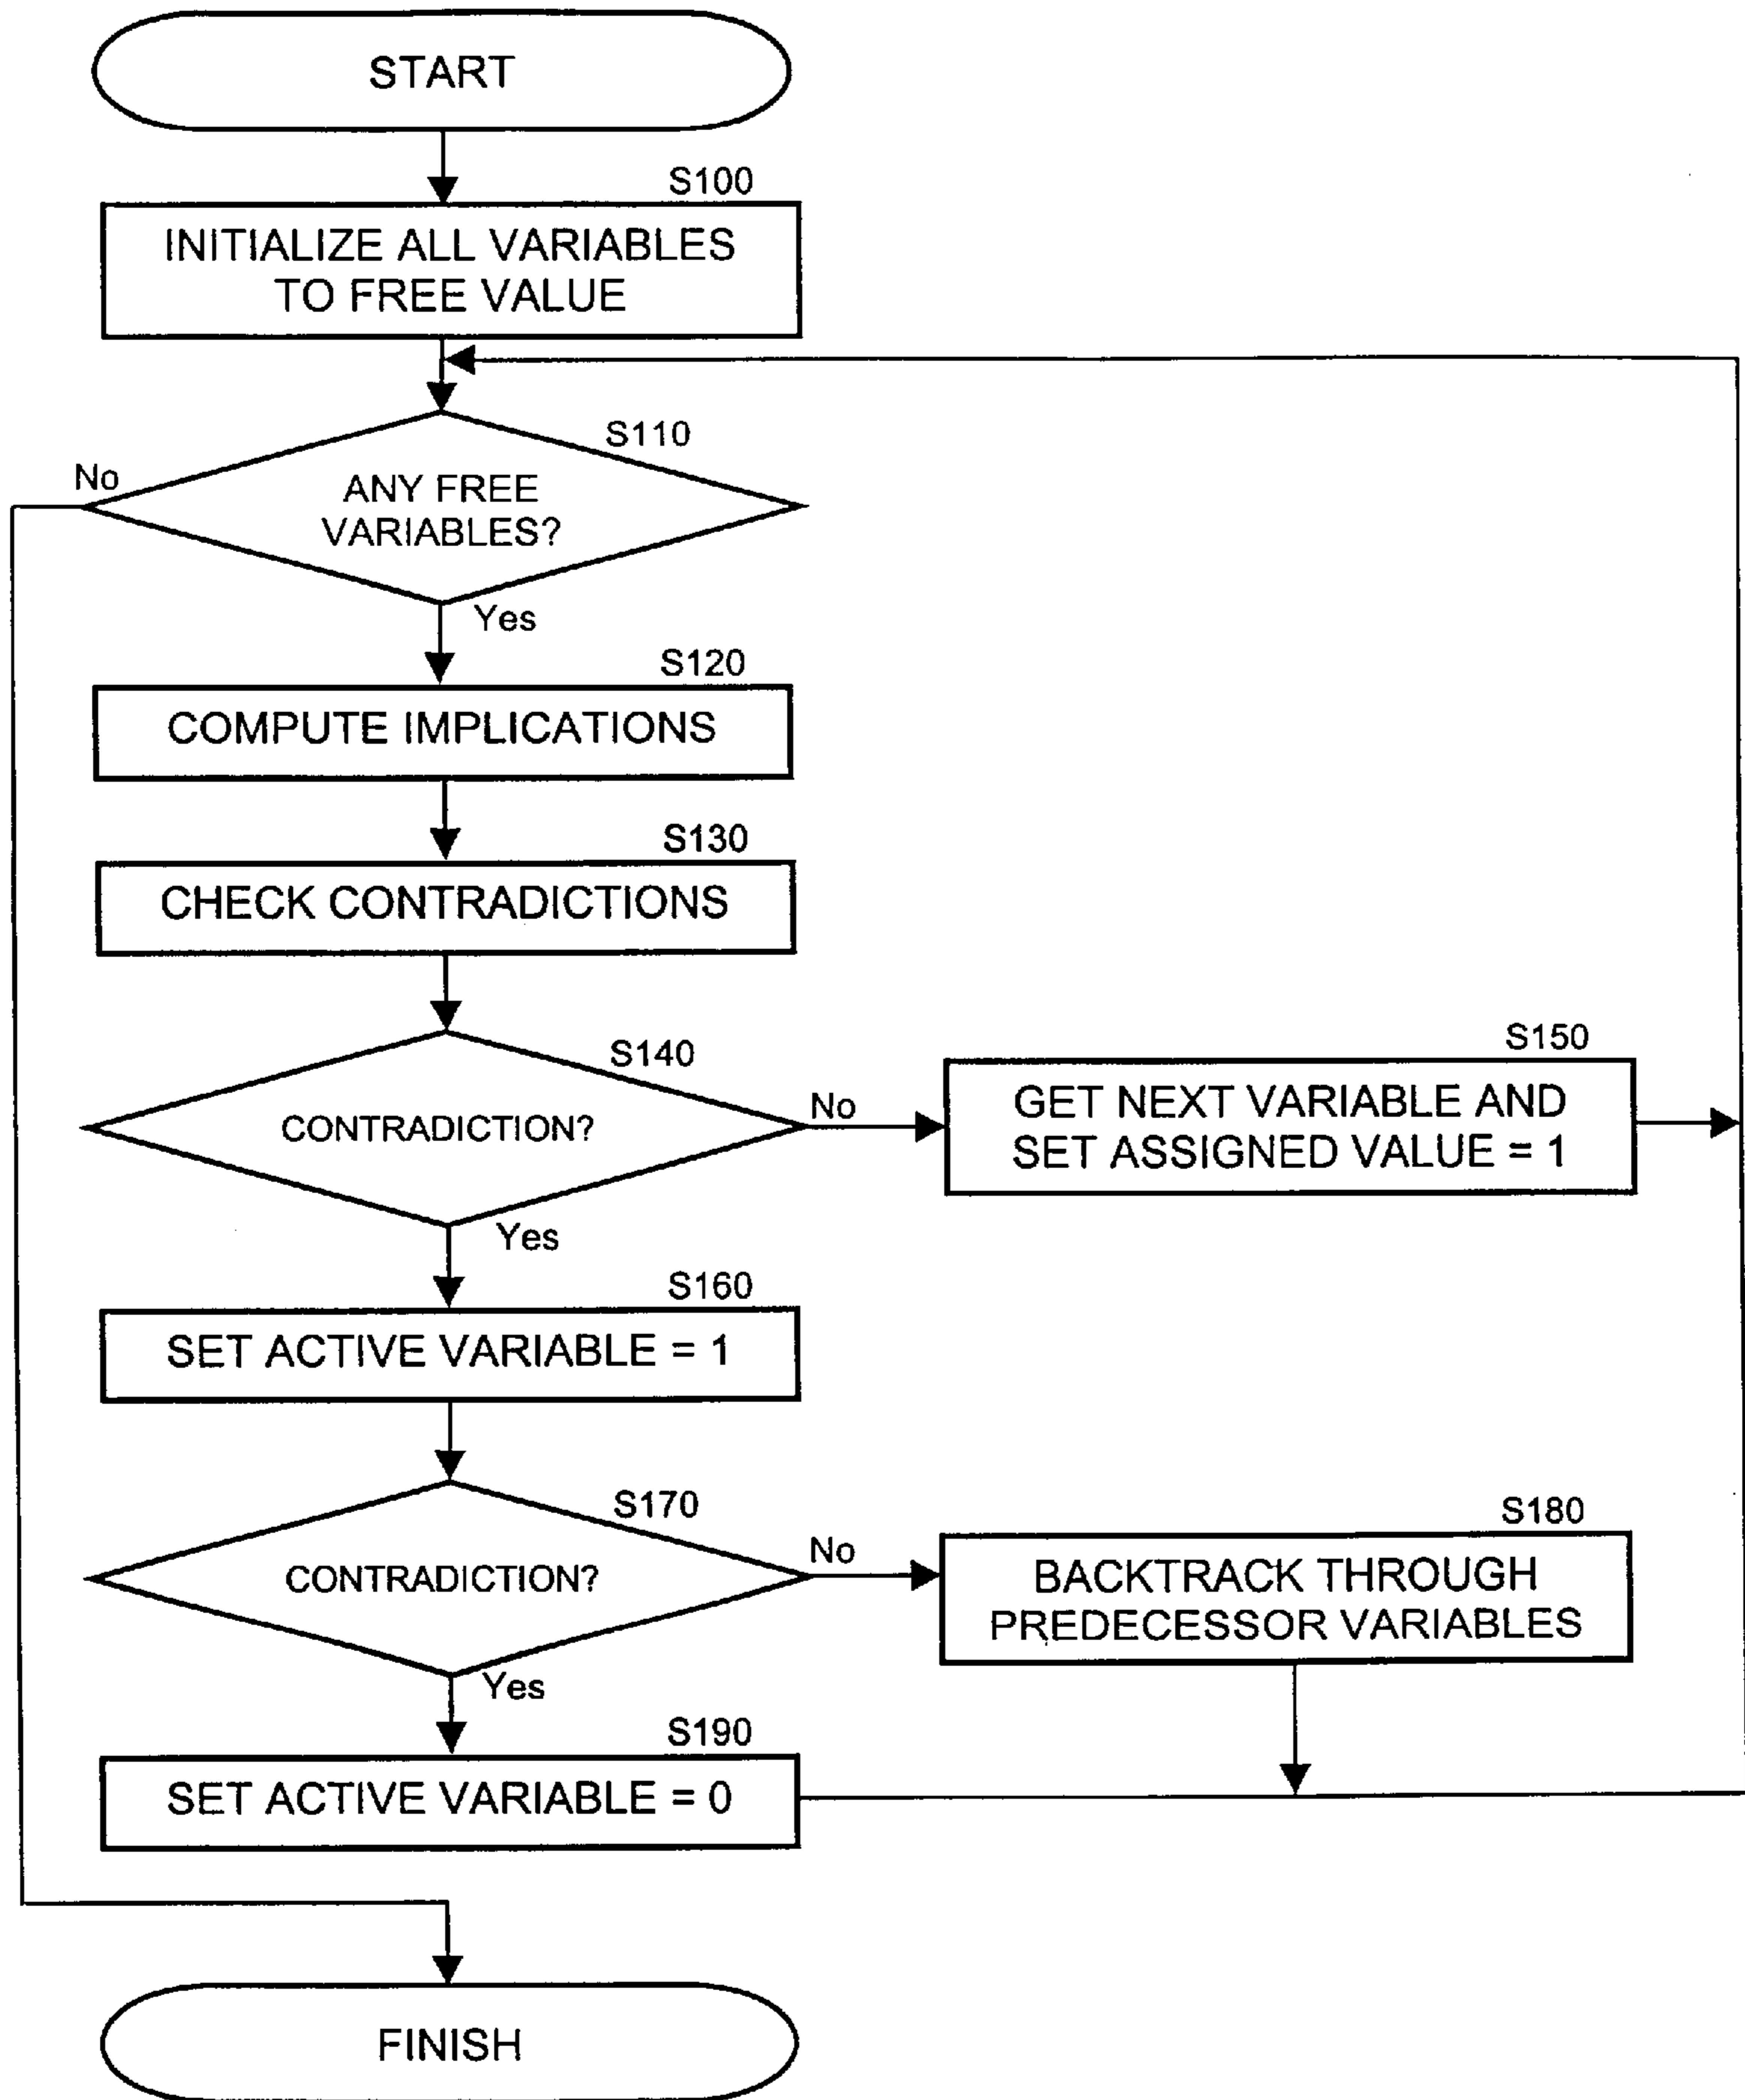 START
S100
INITIALIZE ALL VARIABLES
TO FREE VALUE
S110
No
ANY FREE
VARIABLES?
Yes
S120
COMPUTE IMPLICATIONS
S130
CHECK CONTRADICTIONS
S140
CONTRADICTION?
No
S150
GET NEXT VARIABLE AND
SET ASSIGNED VALUE = 1
Yes
S160
SET ACTIVE VARIABLE = 1
S170
CONTRADICTION?
No
S180
BACKTRACK THROUGH
PREDECESSOR VARIABLES
Yes
S190
SET ACTIVE VARIABLE = 0
FINISH